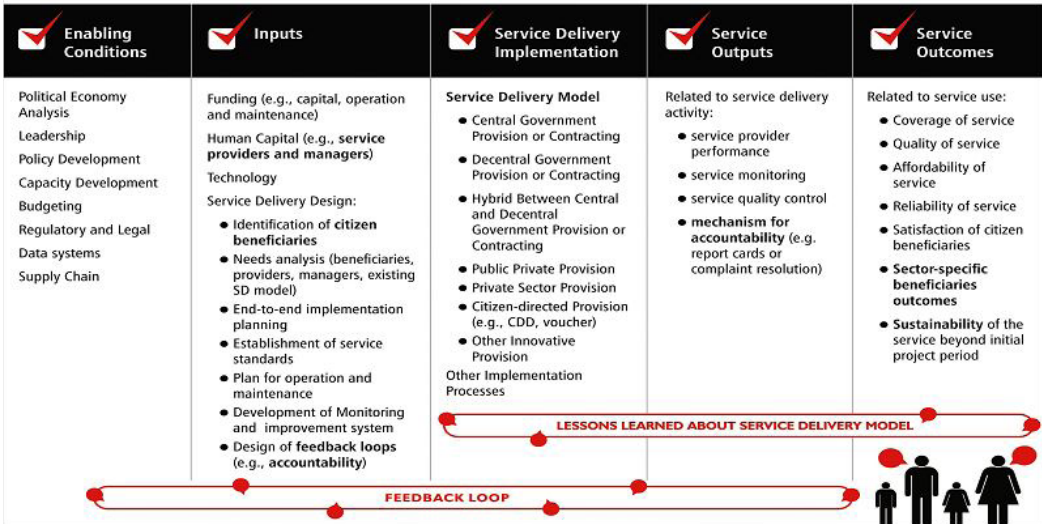 Enabling
Conditions
Political Economy
Analysis
Leadership
Policy Development
Capacity Development
Budgeting
Regulatory and Legal
Data systems
Supply Chain
Inputs
Funding (e.g., capital, operation
and maintenance)
Human Capital (e.g., service
providers and managers)
Technology
Service Delivery Design:
● Identification of citizen
beneficiaries
● Needs analysis (beneficiaries,
providers, managers, existing
SD model)
● End-to-end implementation
planning
● Establishment of service
standards
● Plan for operation and
maintenance
● Development of Monitoring
and improvement system
● Design of feedback loops
(e.g., accountability)
Service Delivery
Implementation
Service Delivery Model
● Central Government
Provision or Contracting
● Decentral Government
Provision or Contracting
● Hybrid Between Central
and Decentral
Government Provision or
Contracting
● Public Private Provision
● Private Sector Provision
● Citizen-directed Provision
(e.g., CDD, voucher)
● Other Innovative
Provision
Other Implementation
Processes
Service
Outputs
Related to service delivery
activity:
● service provider
performance
● service monitoring
● service quality control
● mechanism for
accountability (e.g.
report cards or
complaint resolution)
Service
Outcomes
Related to service use:
● Coverage of service
● Quality of service
● Affordability of
service
● Reliability of service
● Satisfaction of citizen
beneficiaries
● Sector-specific
beneficiaries
outcomes
● Sustainability of the
service beyond initial
project period
LESSONS LEARNED ABOUT SERVICE DELIVERY MODEL
FEEDBACK LOOP